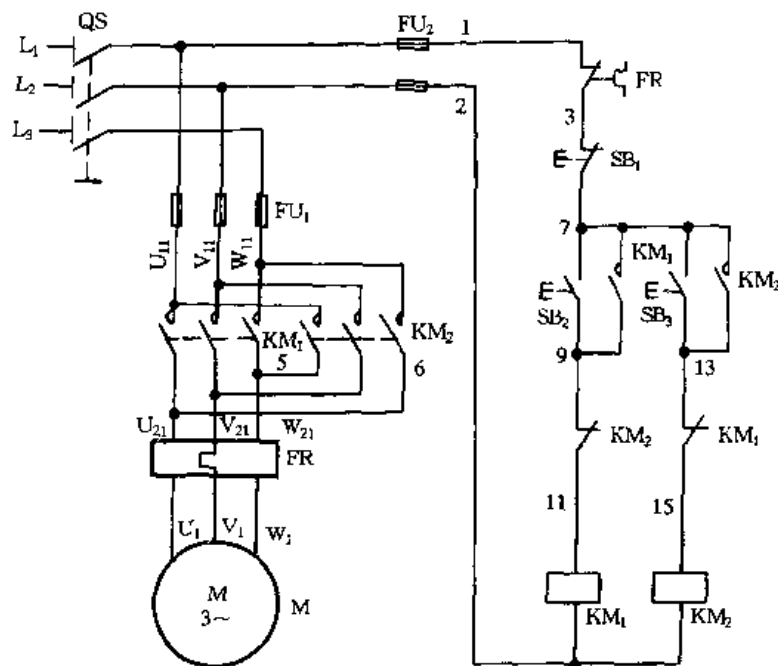 QS
FU₂
1
L₁
L₂
2
FR
3
L₃
SB₁
FU₁
7
U₁₁
V₁₁
W₁₁
KM₁
KM₂
SB₂
SB₃
KM₁
KM₂
5
6
9
13
U₂₁
V₂₁
W₂₁
KM₂
KM₁
FR
11
15
U₁
V₁
W₁
M
3~
M
KM₁
KM₂